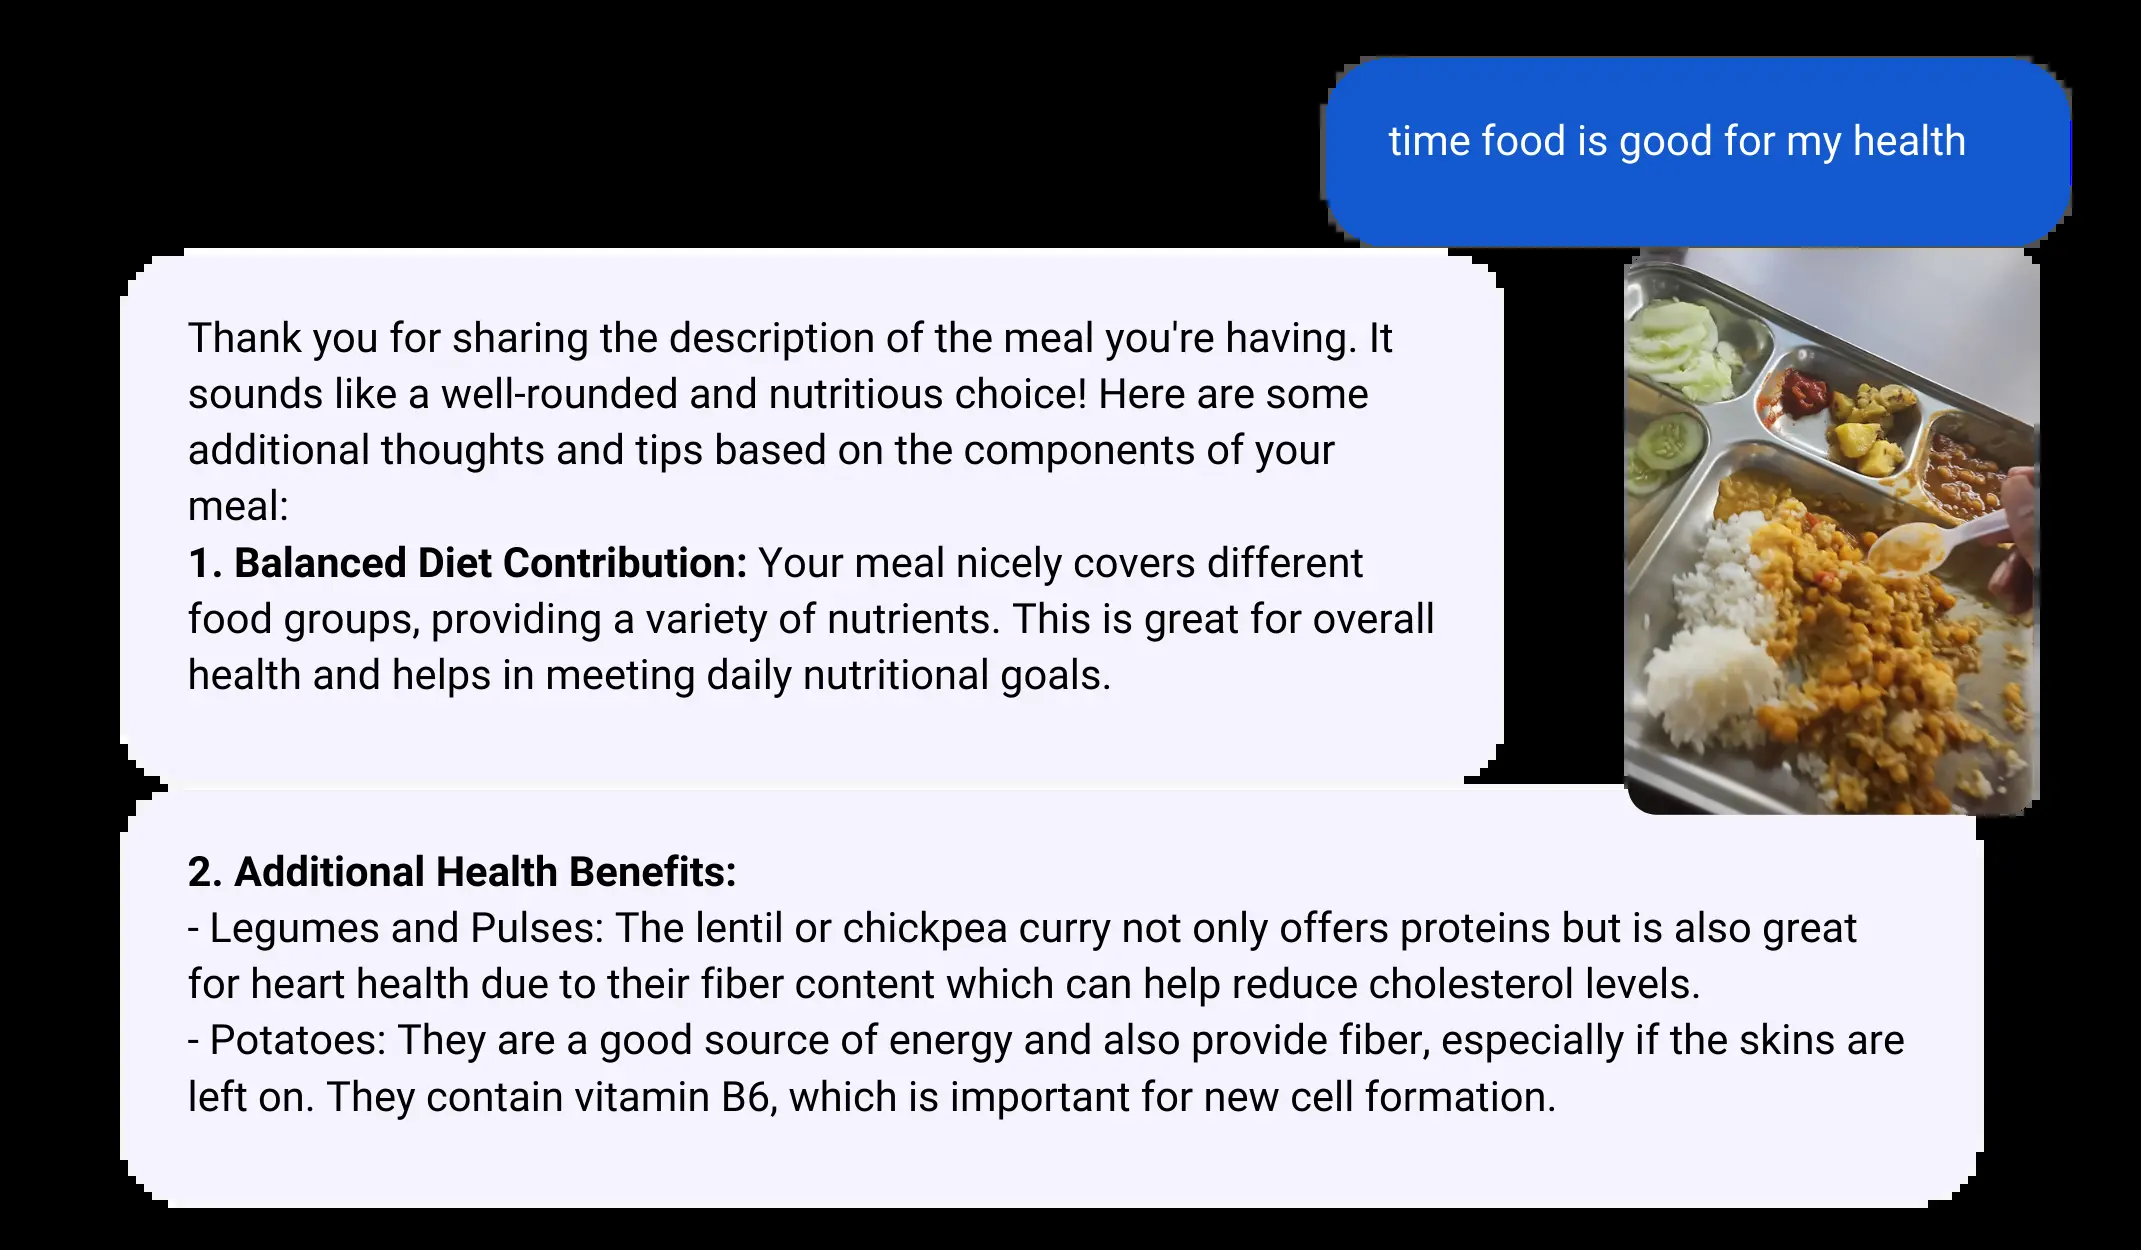 time food is good for my health
Thank you for sharing the description of the meal you're having. It
sounds like a well-rounded and nutritious choice! Here are some
additional thoughts and tips based on the components of your
meal:
1. Balanced Diet Contribution: Your meal nicely covers different
food groups, providing a variety of nutrients. This is great for overall
health and helps in meeting daily nutritional goals.
2. Additional Health Benefits:
- Legumes and Pulses: The lentil or chickpea curry not only offers proteins but is also great
for heart health due to their fiber content which can help reduce cholesterol levels.
- Potatoes: They are a good source of energy and also provide fiber, especially if the skins are
left on. They contain vitamin B6, which is important for new cell formation.